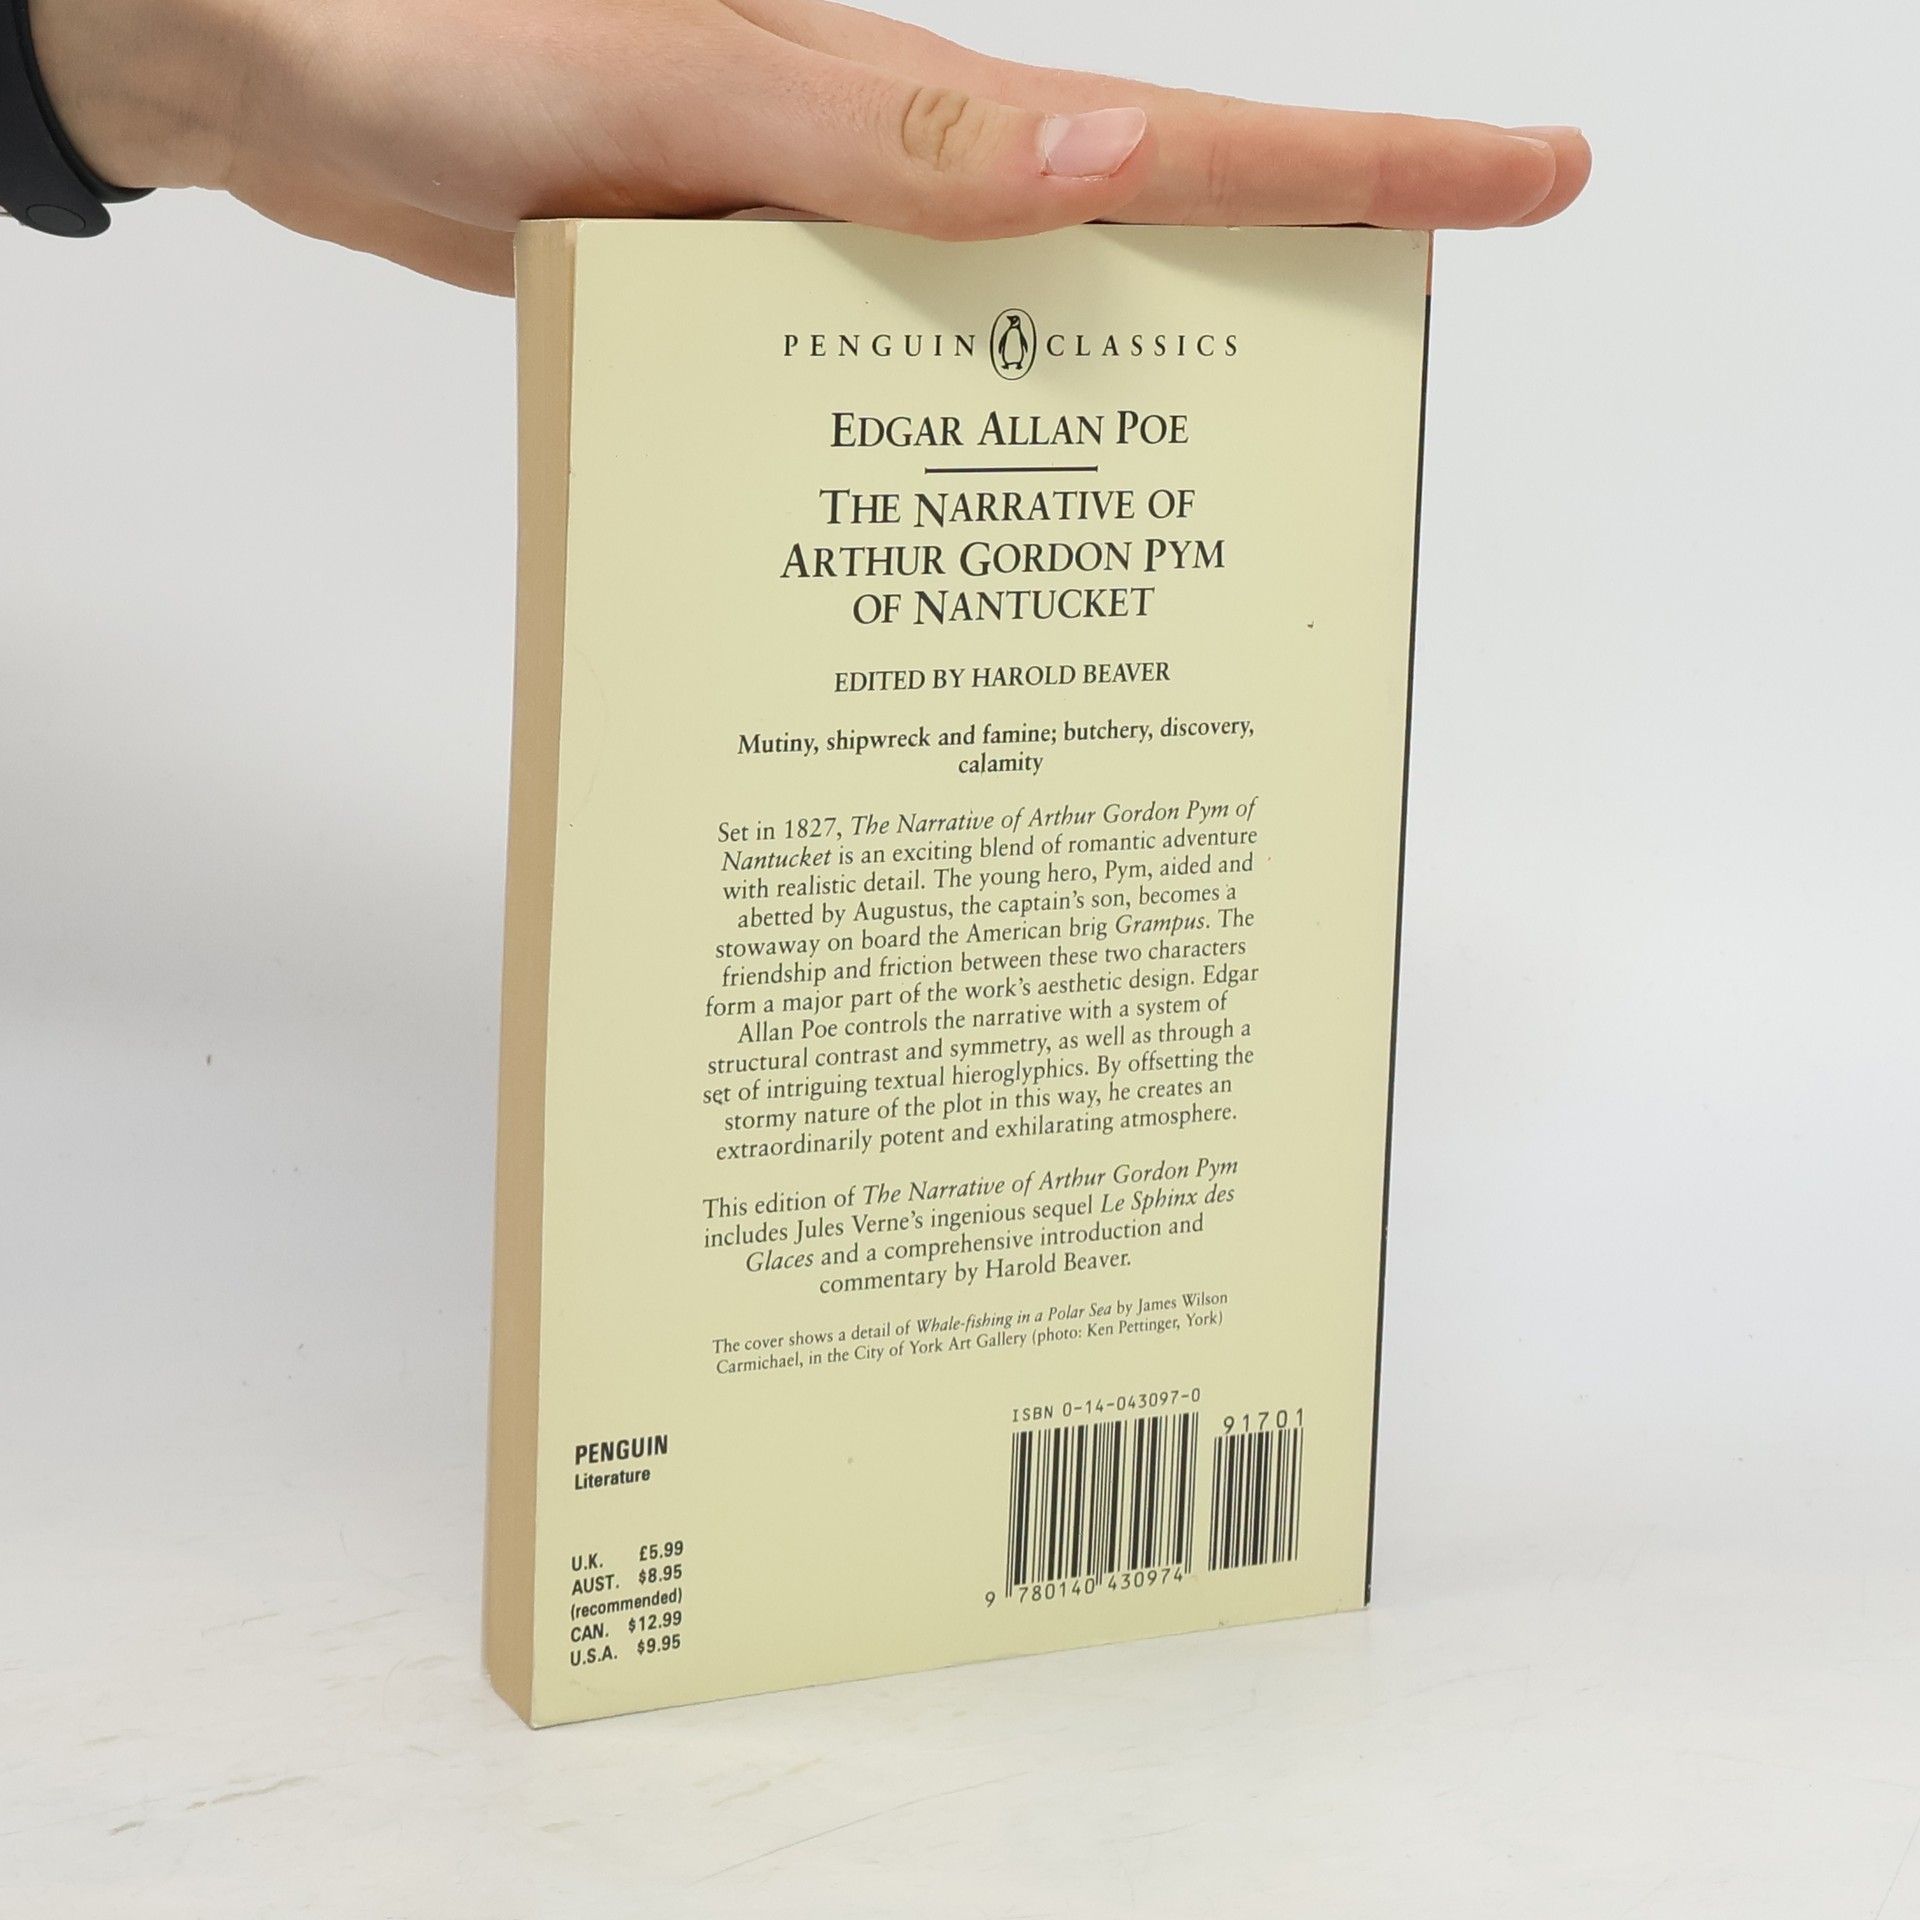 PENGUIN CLASSICS
EDGAR ALLAN POE
THE NARRATIVE OF
ARTHUR GORDON PYM
OF NANTUCKET
EDITED BY HAROLD BEAVER
Mutiny, shipwreck and famine; butchery, discovery,
calamity
Set in 1827, The Narrative of Arthur Gordon Pym of
Nantucket is an exciting blend of romantic adventure
with realistic detail. The young hero, Pym, aided and
abetted by Augustus, the captain's son, becomes a
stowaway on board the American brig Grampus. The
friendship and friction between these two characters
form a major part of the work's aesthetic design. Edgar
Allan Poe controls the narrative with a system of
structural contrast and symmetry, as well as through a
set of intriguing textual hieroglyphics. By offsetting the
stormy nature of the plot in this way, he creates an
extraordinarily potent and exhilarating atmosphere.
This edition of The Narrative of Arthur Gordon Pym
includes Jules Verne's ingenious sequel Le Sphinx des
Glaces and a comprehensive introduction and
commentary by Harold Beaver.
The cover shows a detail of Whale-fishing in a Polar Sea by James Wilson
Carmichael, in the City of York Art Gallery (photo: Ken Pettinger, York)
ISBN 0-14-043097-0
91701
9 780140 430974
PENGUIN
Literature
U.K. £5.99
AUST. $8.95
(recommended)
CAN. $12.99
U.S.A. $9.95